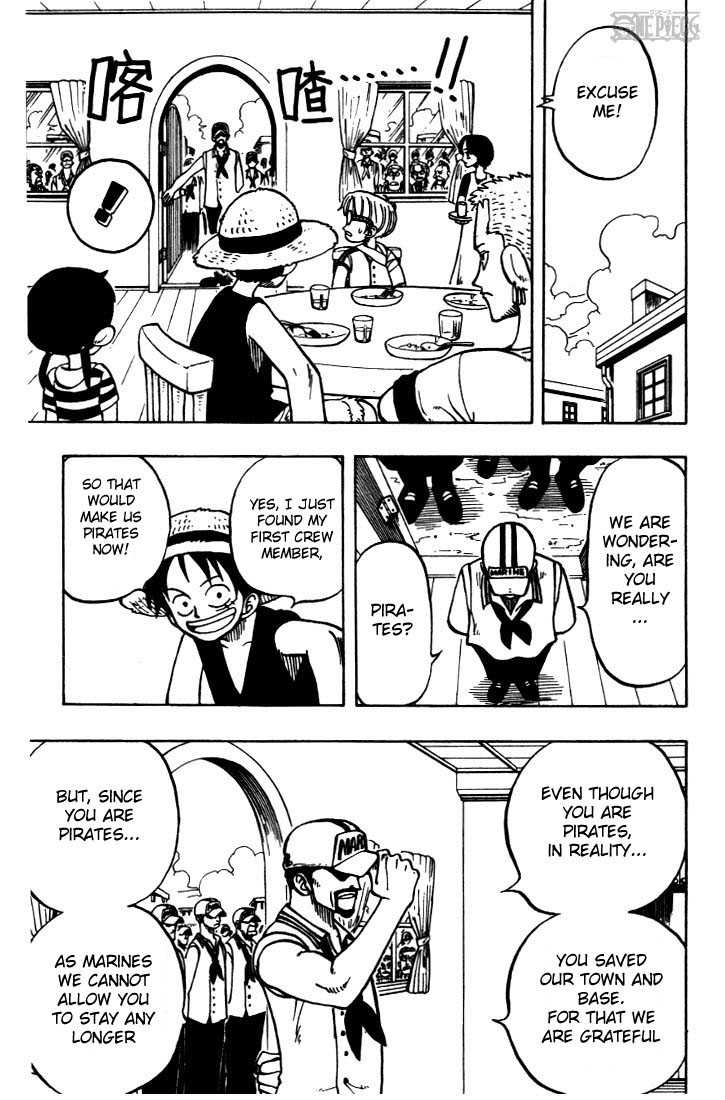 ONE PIECE
EXCUSE
ME!
喀
喳……!!
!
WE ARE
WONDER-
ING, ARE
YOU
REALLY
...
PIRA-
TES?
MARINE
YES, I JUST
FOUND MY
FIRST CREW
MEMBER,
SO THAT
WOULD
MAKE US
PIRATES
NOW!
EVEN THOUGH
YOU ARE
PIRATES,
IN REALITY...
YOU SAVED
OUR TOWN AND
BASE.
FOR THAT WE
ARE GRATEFUL
MARI
BUT, SINCE
YOU ARE
PIRATES...
AS MARINES
WE CANNOT
ALLOW YOU
TO STAY ANY
LONGER